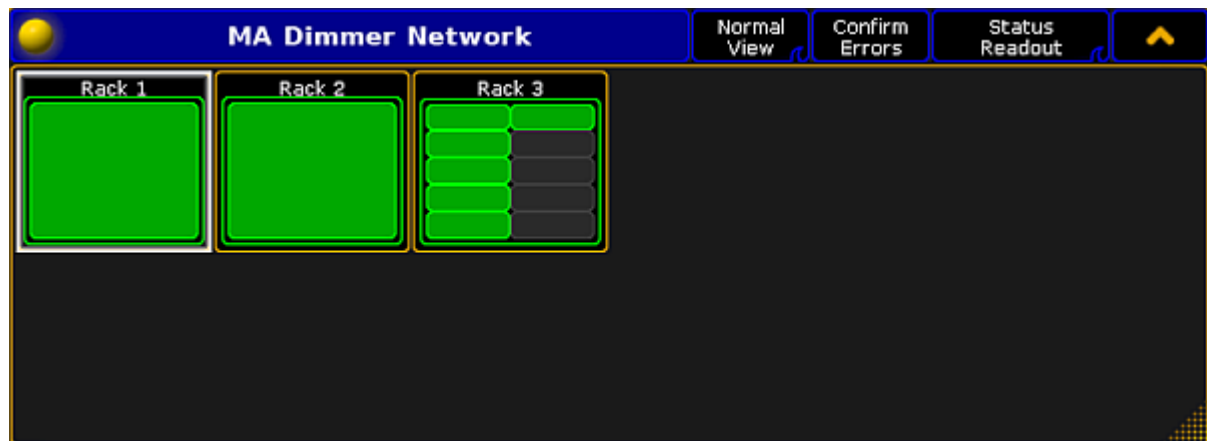 MA Dimmer Network
Normal
View
Confirm
Errors
Status
Readout
Rack 1
Rack 2
Rack 3